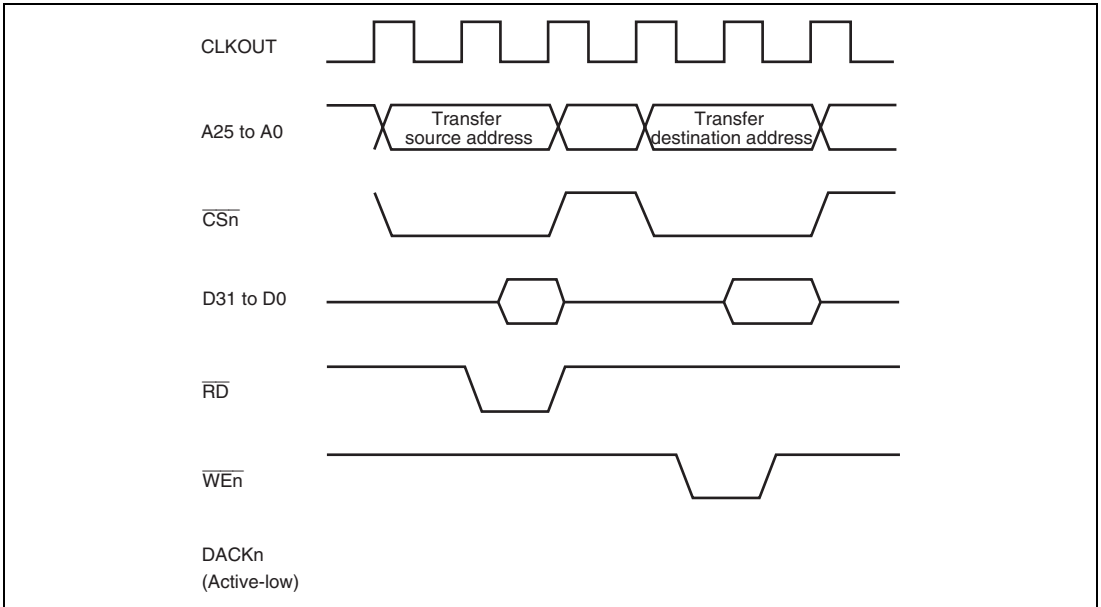 CLKOUT
A25 to A0
Transfer
source address
Transfer
destination address
CSn
D31 to D0
RD
WEn
DACKn
(Active-low)